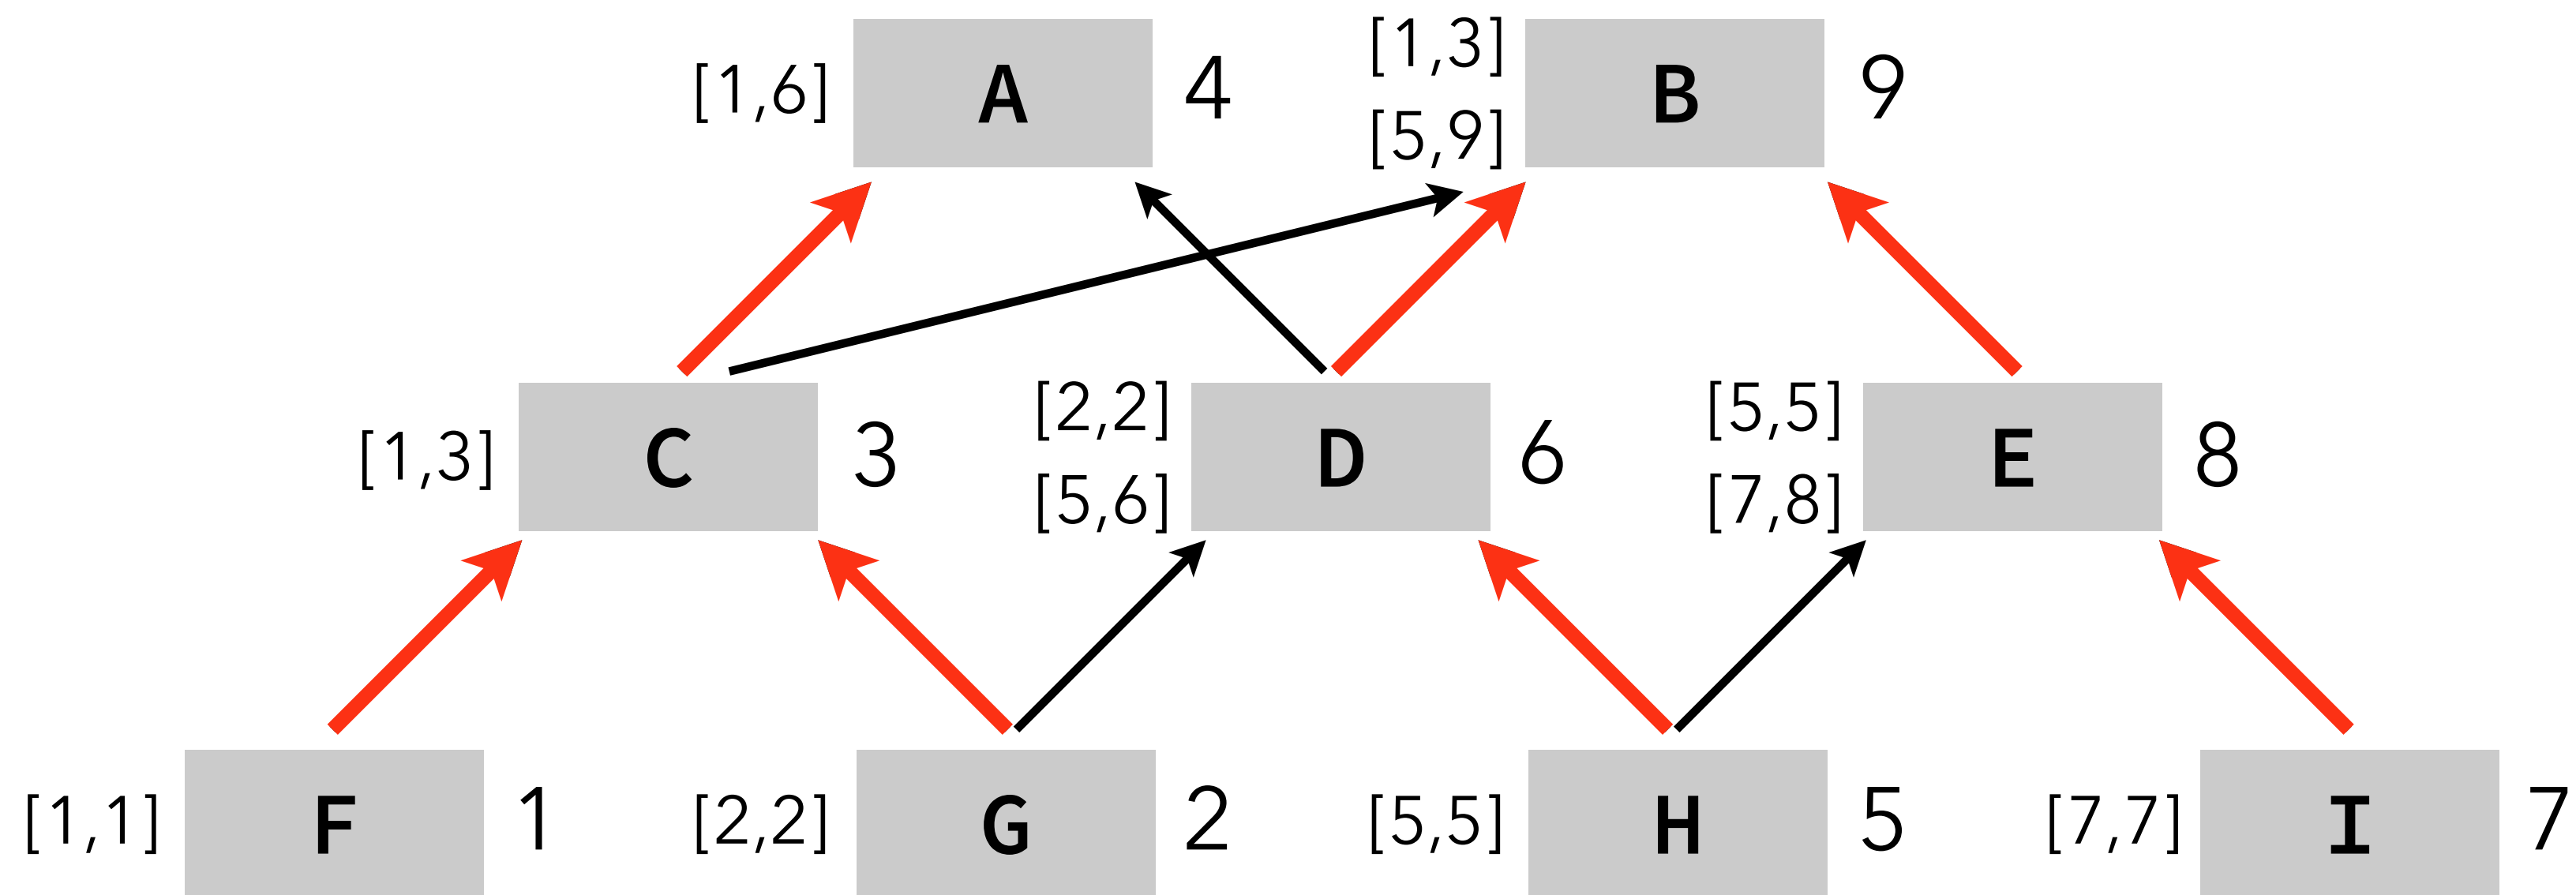 [1,6] A 4
[1,3]
[5,9] B 9
[1,3] C 3
[2,2]
[5,6] D 6
[5,5]
[7,8] E 8
[1,1] F 1
[2,2] G 2
[5,5] H 5
[7,7] I 7